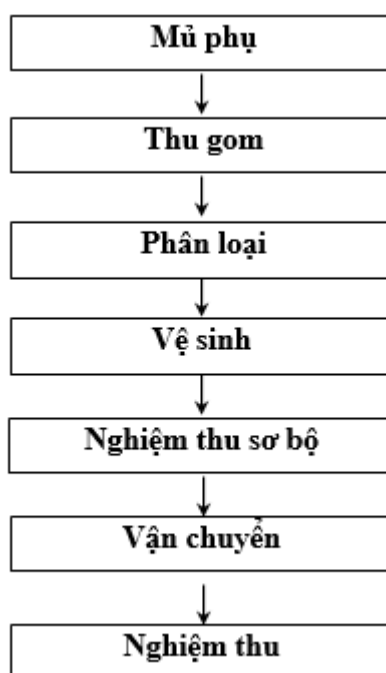 Mủ phụ
Thu gom
Phân loại
Vệ sinh
Nghiệm thu sơ bộ
Vận chuyển
Nghiệm thu